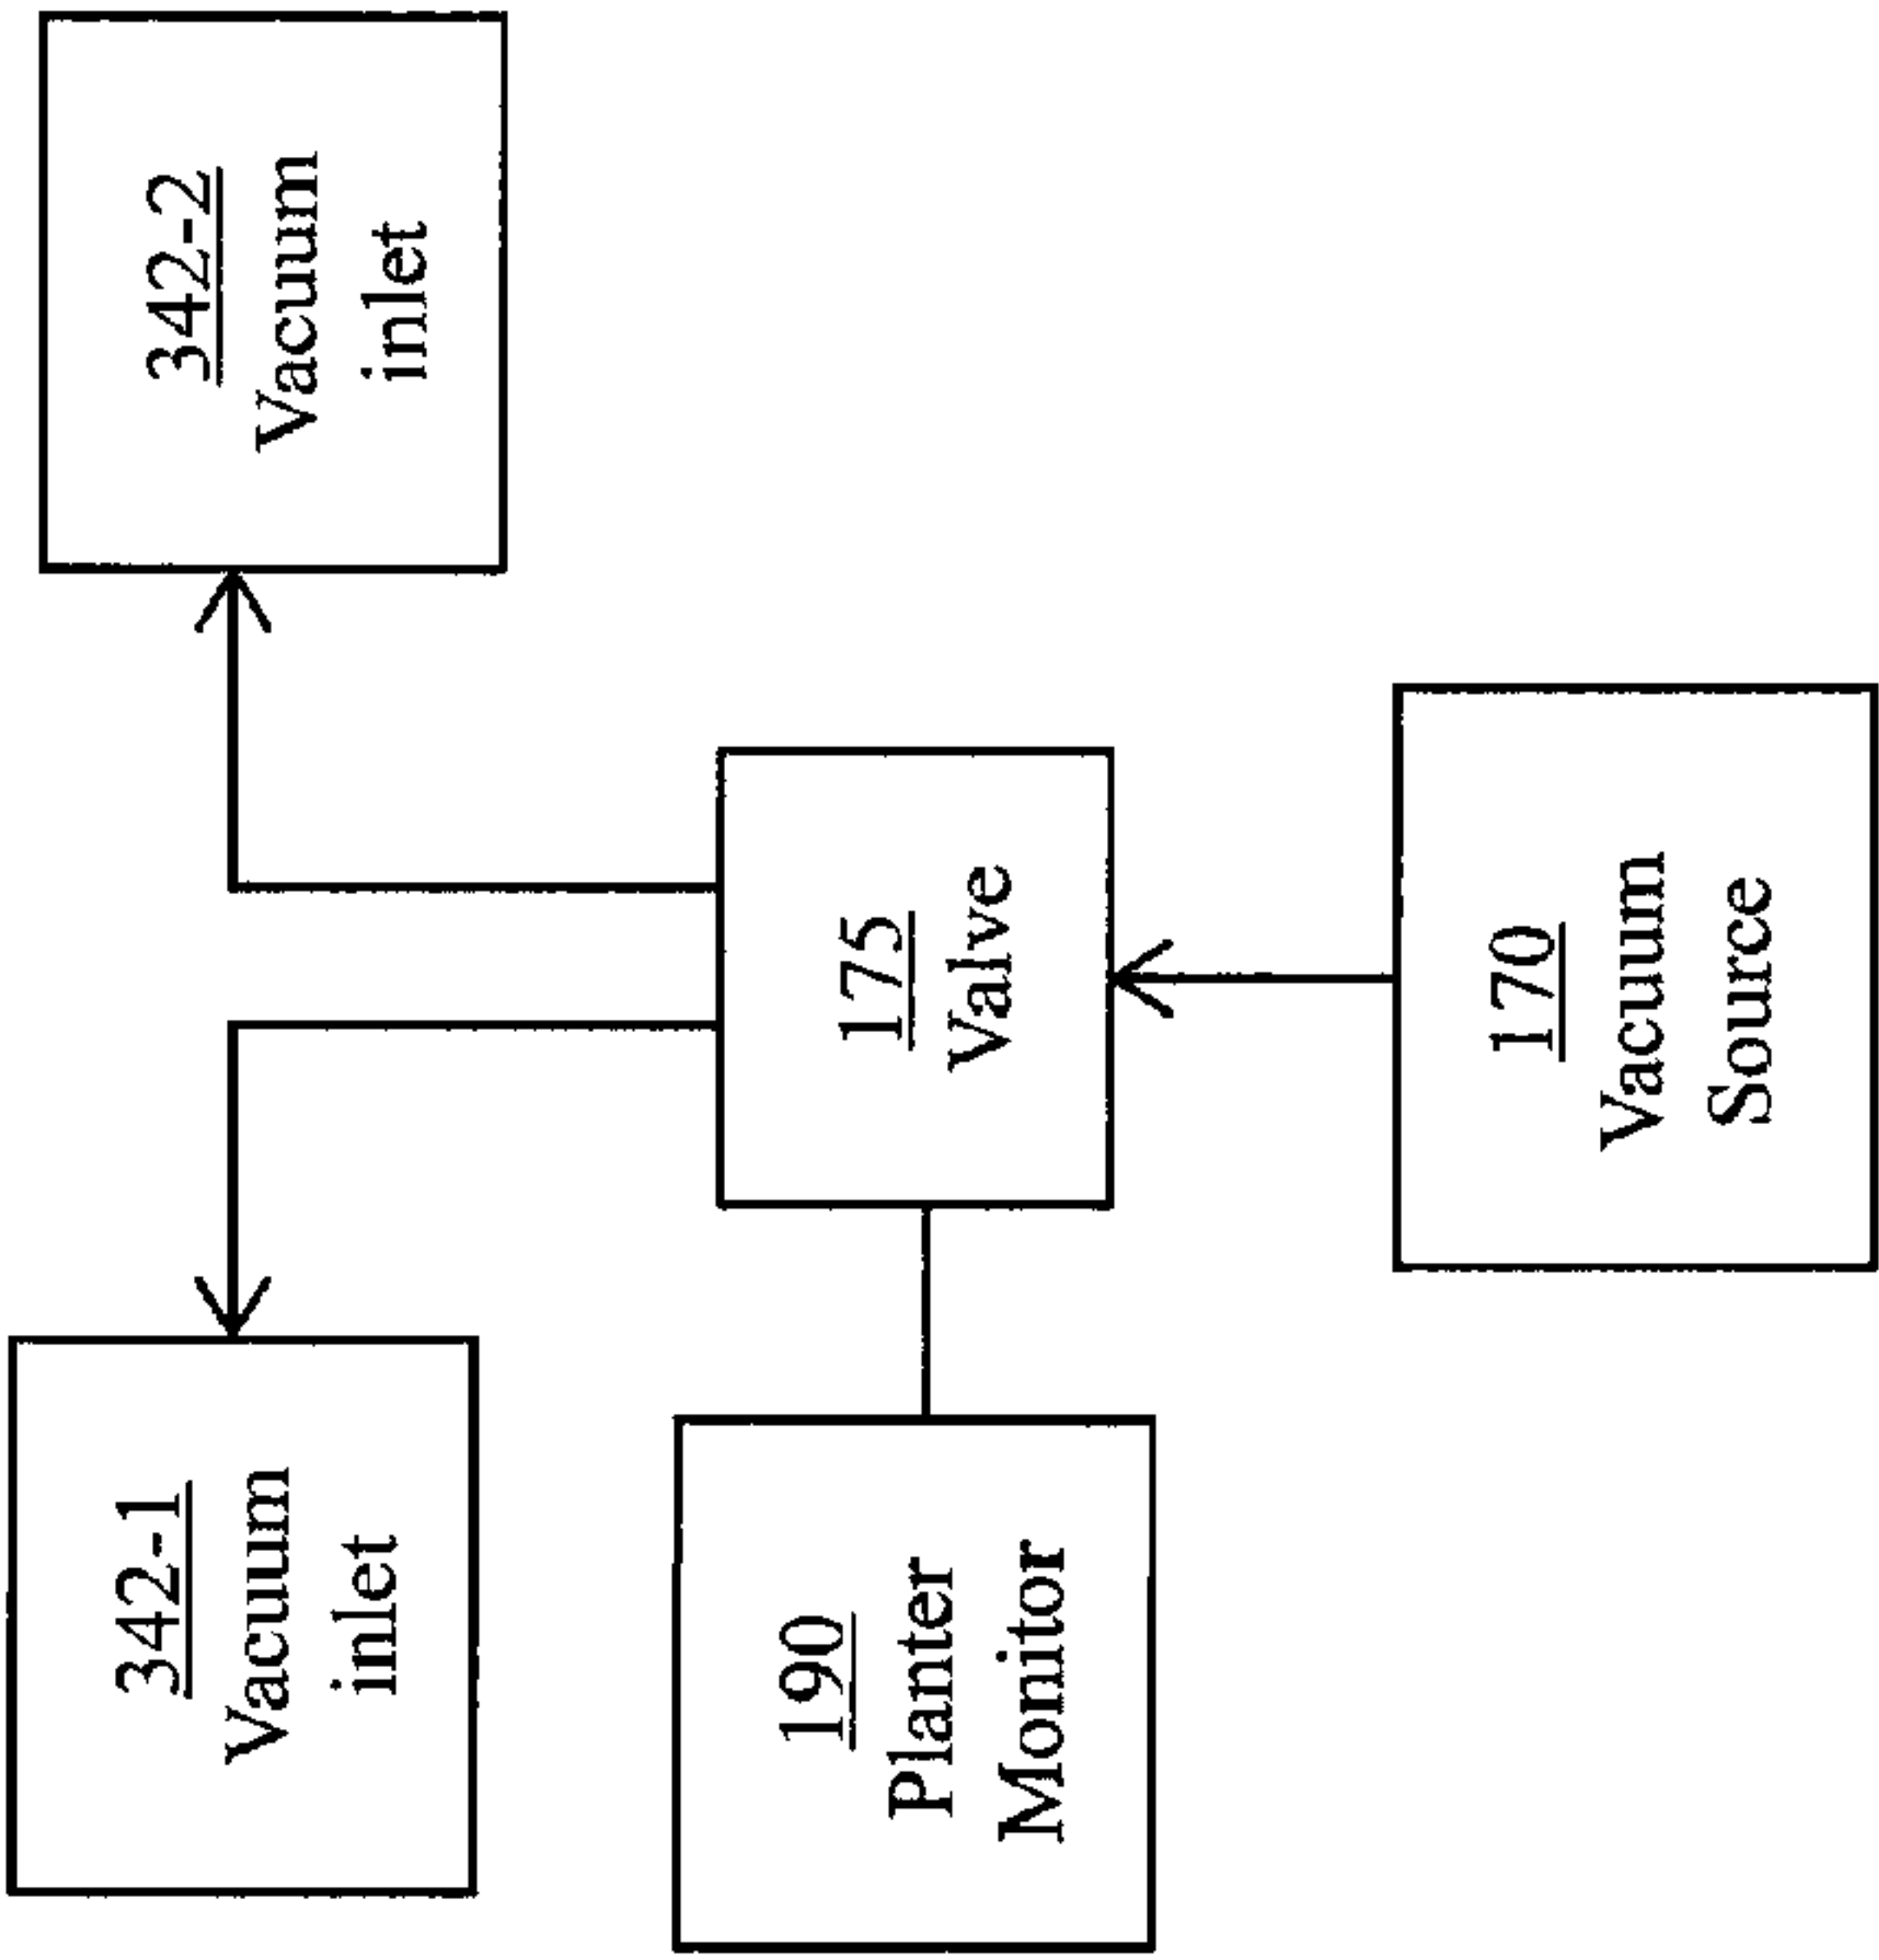 342-1
Vacuum
inlet
342-2
Vacuum
inlet
190
Planter
Monitor
175
Valve
170
Vacuum
Source